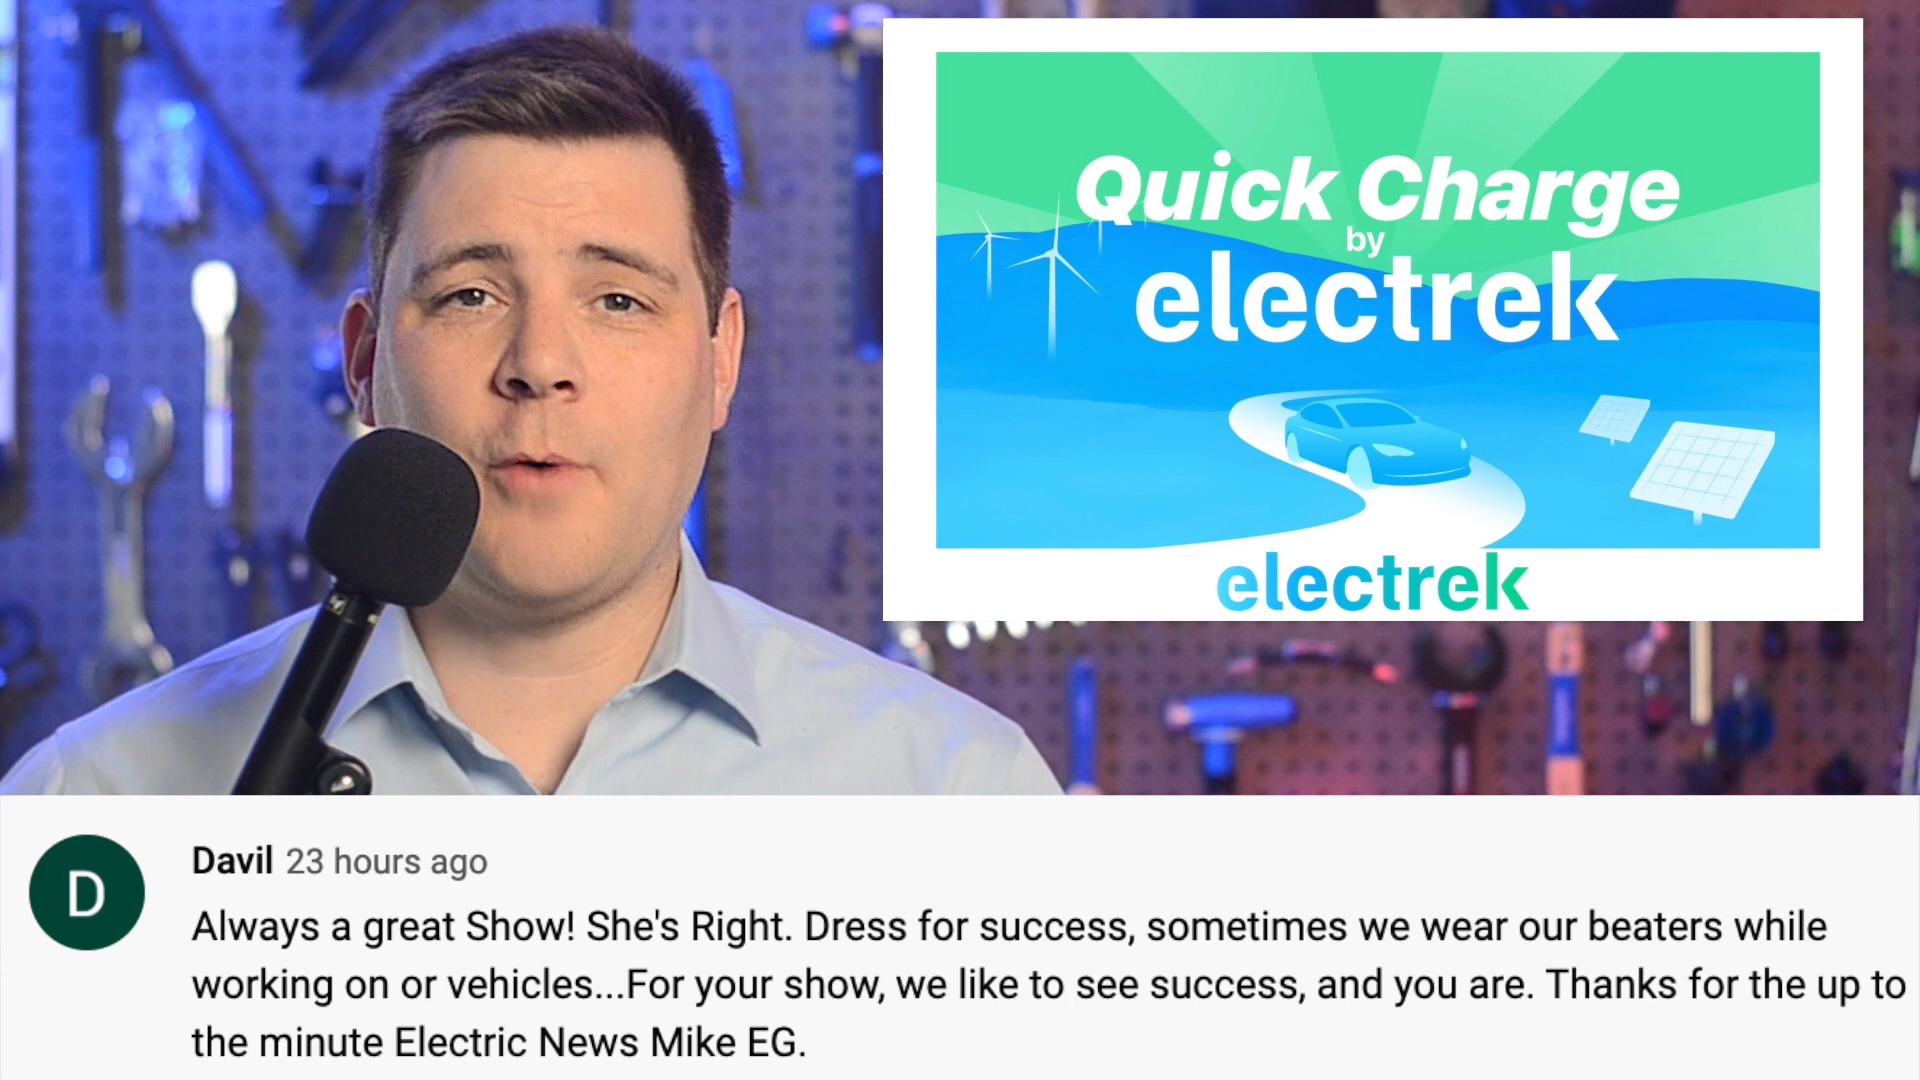 Quick Charge
by
electrek
electrek
D
Davil 23 hours ago
Always a great Show! She's Right. Dress for success, sometimes we wear our beaters while
working on or vehicles...For your show, we like to see success, and you are. Thanks for the up to
the minute Electric News Mike EG.